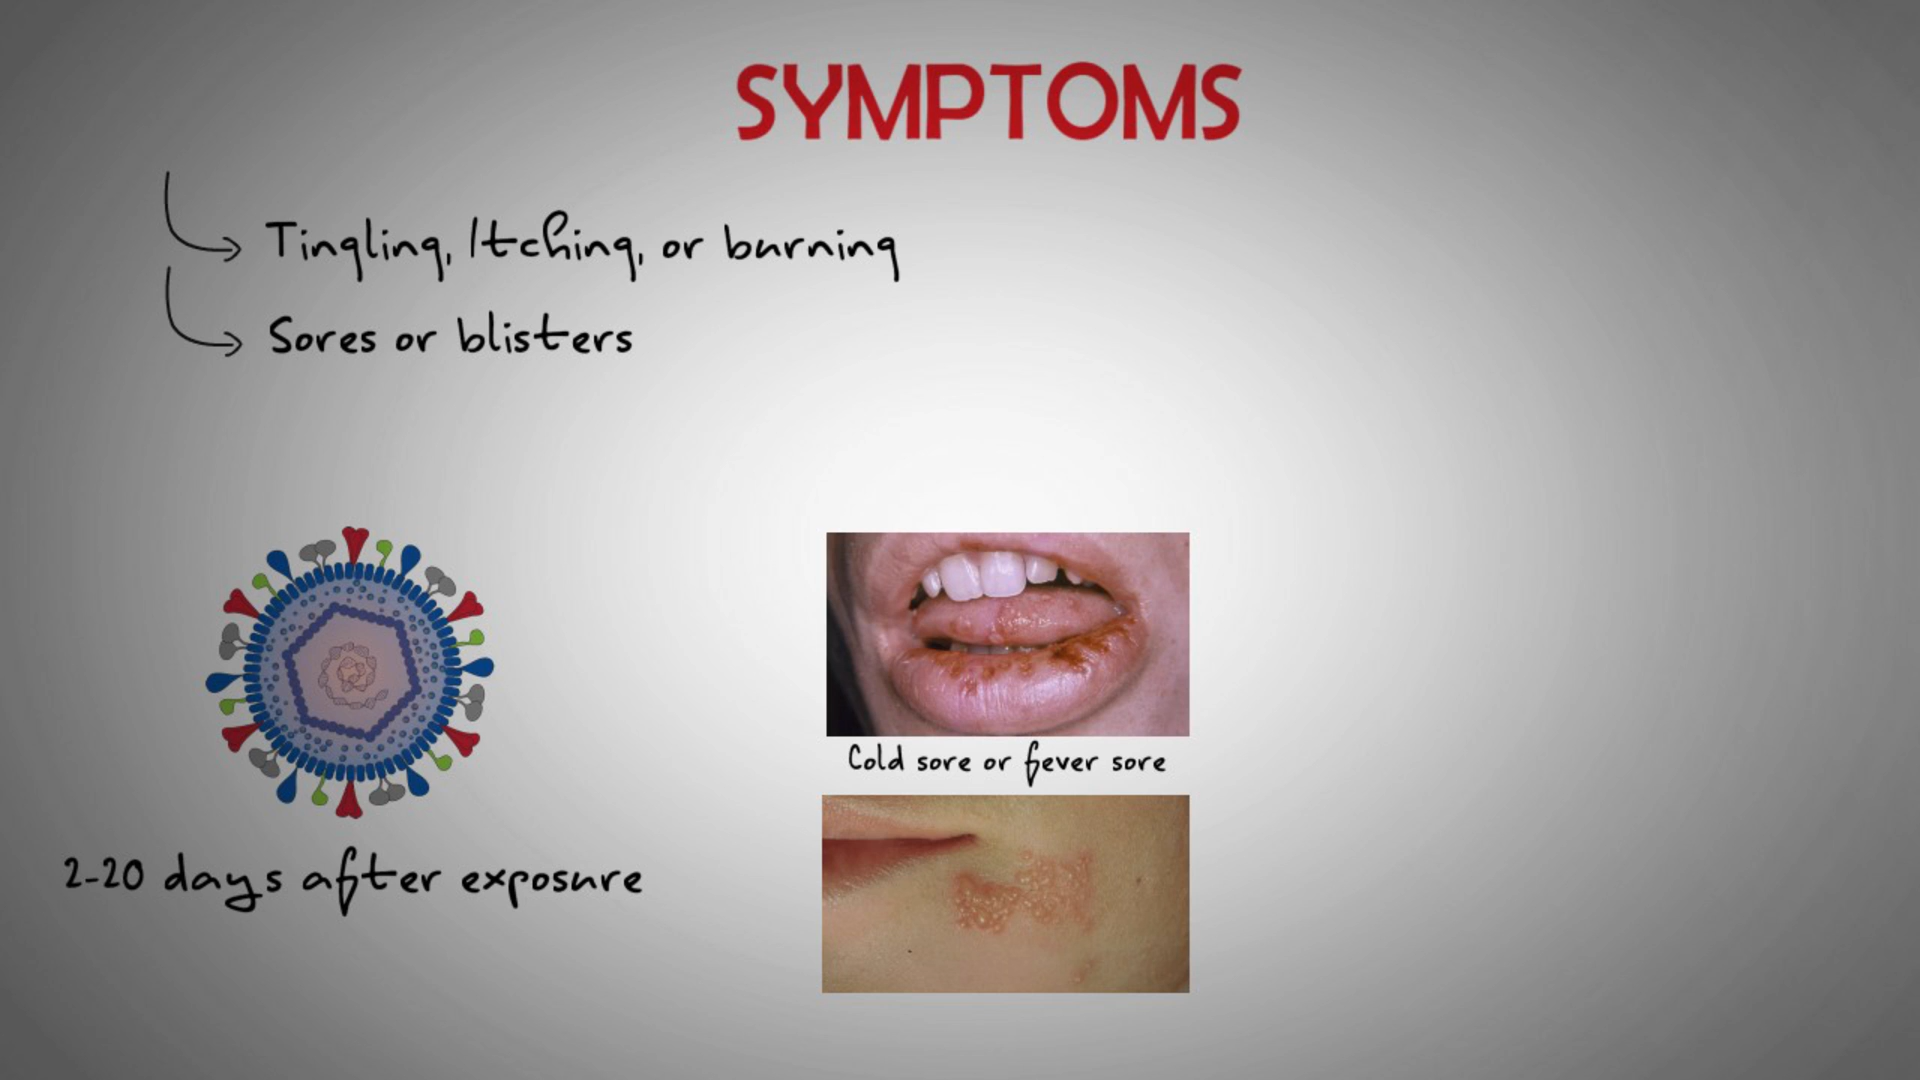 SYMPTOMS
Tingling, Itching, or burning
Sores or blisters
Cold sore or fever sore
2-20 days after exposure